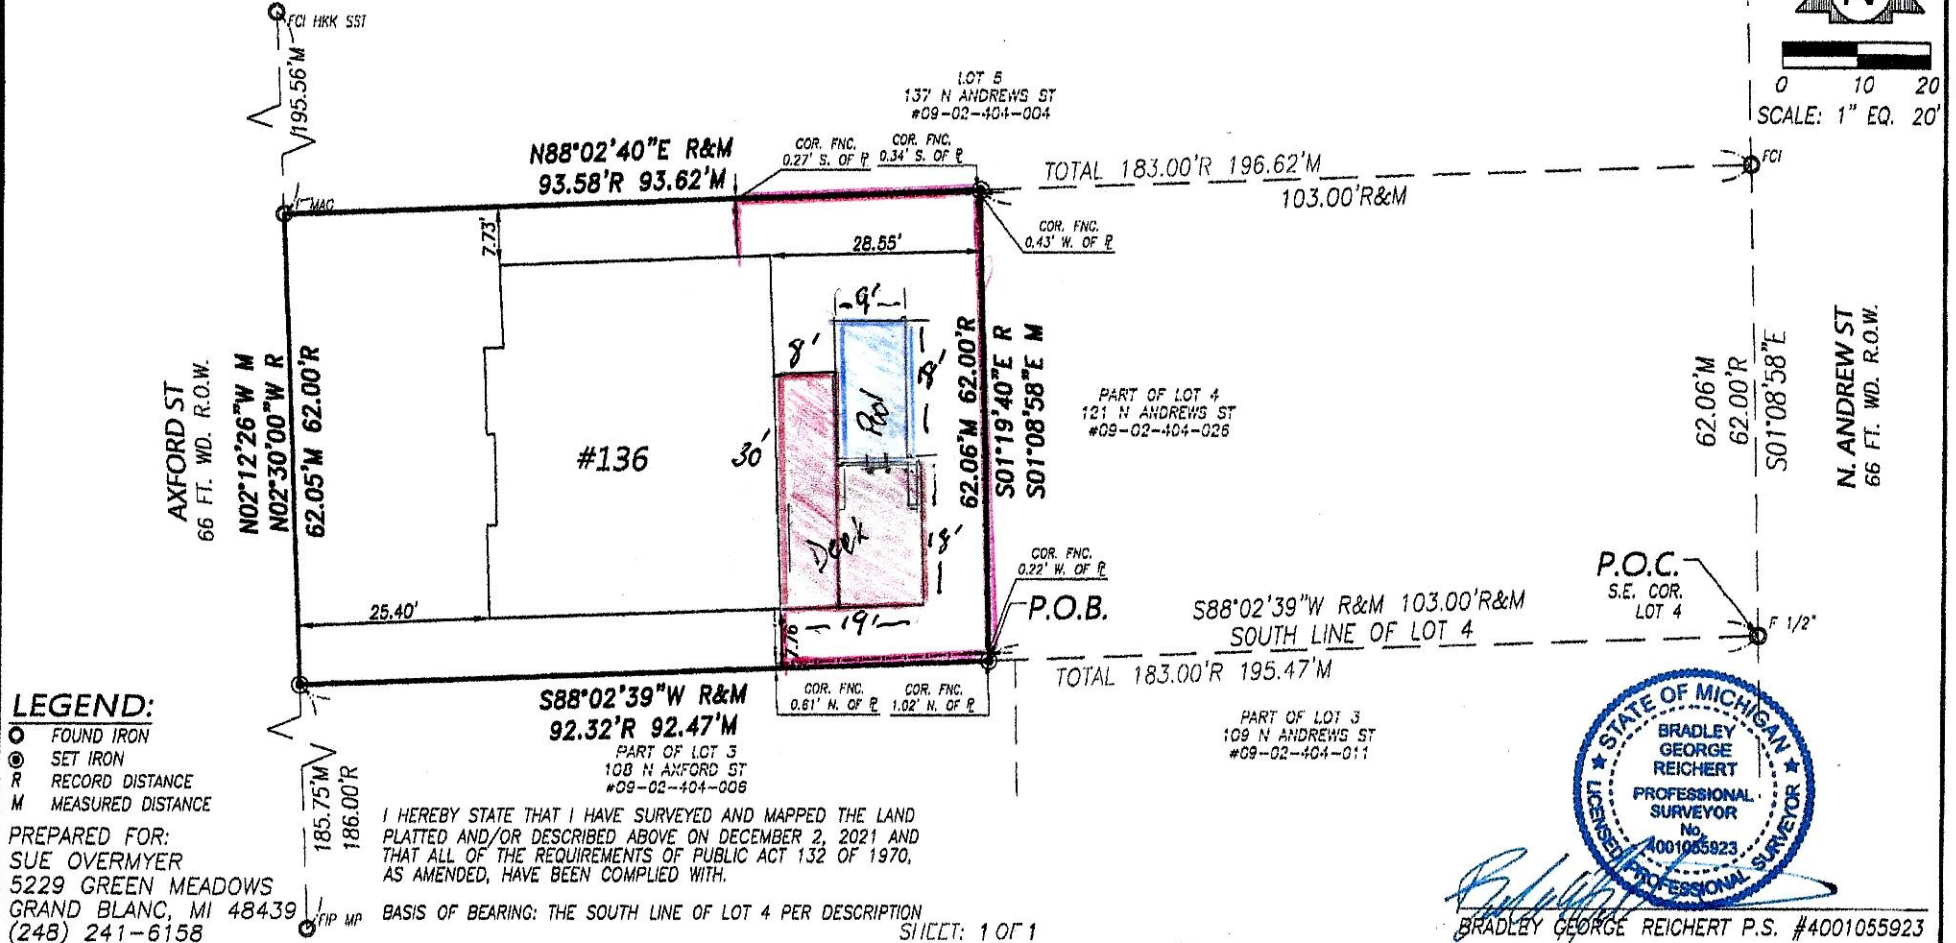 FCI HKK SST
195.56'M
LOT 5
137 N ANDREWS ST
#09-02-404-004
0 10 20
SCALE: 1" EQ. 20'
N88°02'40"E R&M
93.58'R 93.62'M
COR. FNC.
0.27' S. OF PL
COR. FNC.
0.34' S. OF PL
TOTAL 183.00'R 196.62'M
103.00'R&M
FCI
MAG
7.73'
28.55'
COR. FNC.
0.43' W. OF PL
AXFORD ST
66 FT. WD. R.O.W.
N02°12'26"W M
N02°30'00"W R
62.05'M 62.00'R
#136
9'
8'
18'
Pool
30'
Deck
18'
19'
62.06'M 62.00'R
S01°19'40"E R
S01°08'58"E M
PART OF LOT 4
121 N ANDREWS ST
#09-02-404-026
62.06'M
62.00'R
S01°08'58"E
N. ANDREW ST
66 FT. WD. R.O.W.
25.40'
7.76
COR. FNC.
0.22' W. OF PL
P.O.B.
S88°02'39"W R&M 103.00'R&M
SOUTH LINE OF LOT 4
TOTAL 183.00'R 195.47'M
P.O.C.
S.E. COR.
LOT 4
F 1/2"
S88°02'39"W R&M
92.32'R 92.47'M
COR. FNC.
0.61' N. OF PL
COR. FNC.
1.02' N. OF PL
PART OF LOT 3
108 N AXFORD ST
#09-02-404-006
PART OF LOT 3
109 N ANDREWS ST
#09-02-404-011
LEGEND:
FOUND IRON
SET IRON
R RECORD DISTANCE
M MEASURED DISTANCE
PREPARED FOR:
SUE OVERMYER
5229 GREEN MEADOWS
GRAND BLANC, MI 48439
(248) 241-6158
185.75'M
186.00'R
FIP MP
I HEREBY STATE THAT I HAVE SURVEYED AND MAPPED THE LAND
PLATTED AND/OR DESCRIBED ABOVE ON DECEMBER 2, 2021 AND
THAT ALL OF THE REQUIREMENTS OF PUBLIC ACT 132 OF 1970,
AS AMENDED, HAVE BEEN COMPLIED WITH.
BASIS OF BEARING: THE SOUTH LINE OF LOT 4 PER DESCRIPTION
SHEET: 1 OF 1
STATE OF MICHIGAN
BRADLEY
GEORGE
REICHERT
PROFESSIONAL
SURVEYOR
No.
4001055923
LICENSED PROFESSIONAL SURVEYOR
BRADLEY GEORGE REICHERT P.S. #4001055923